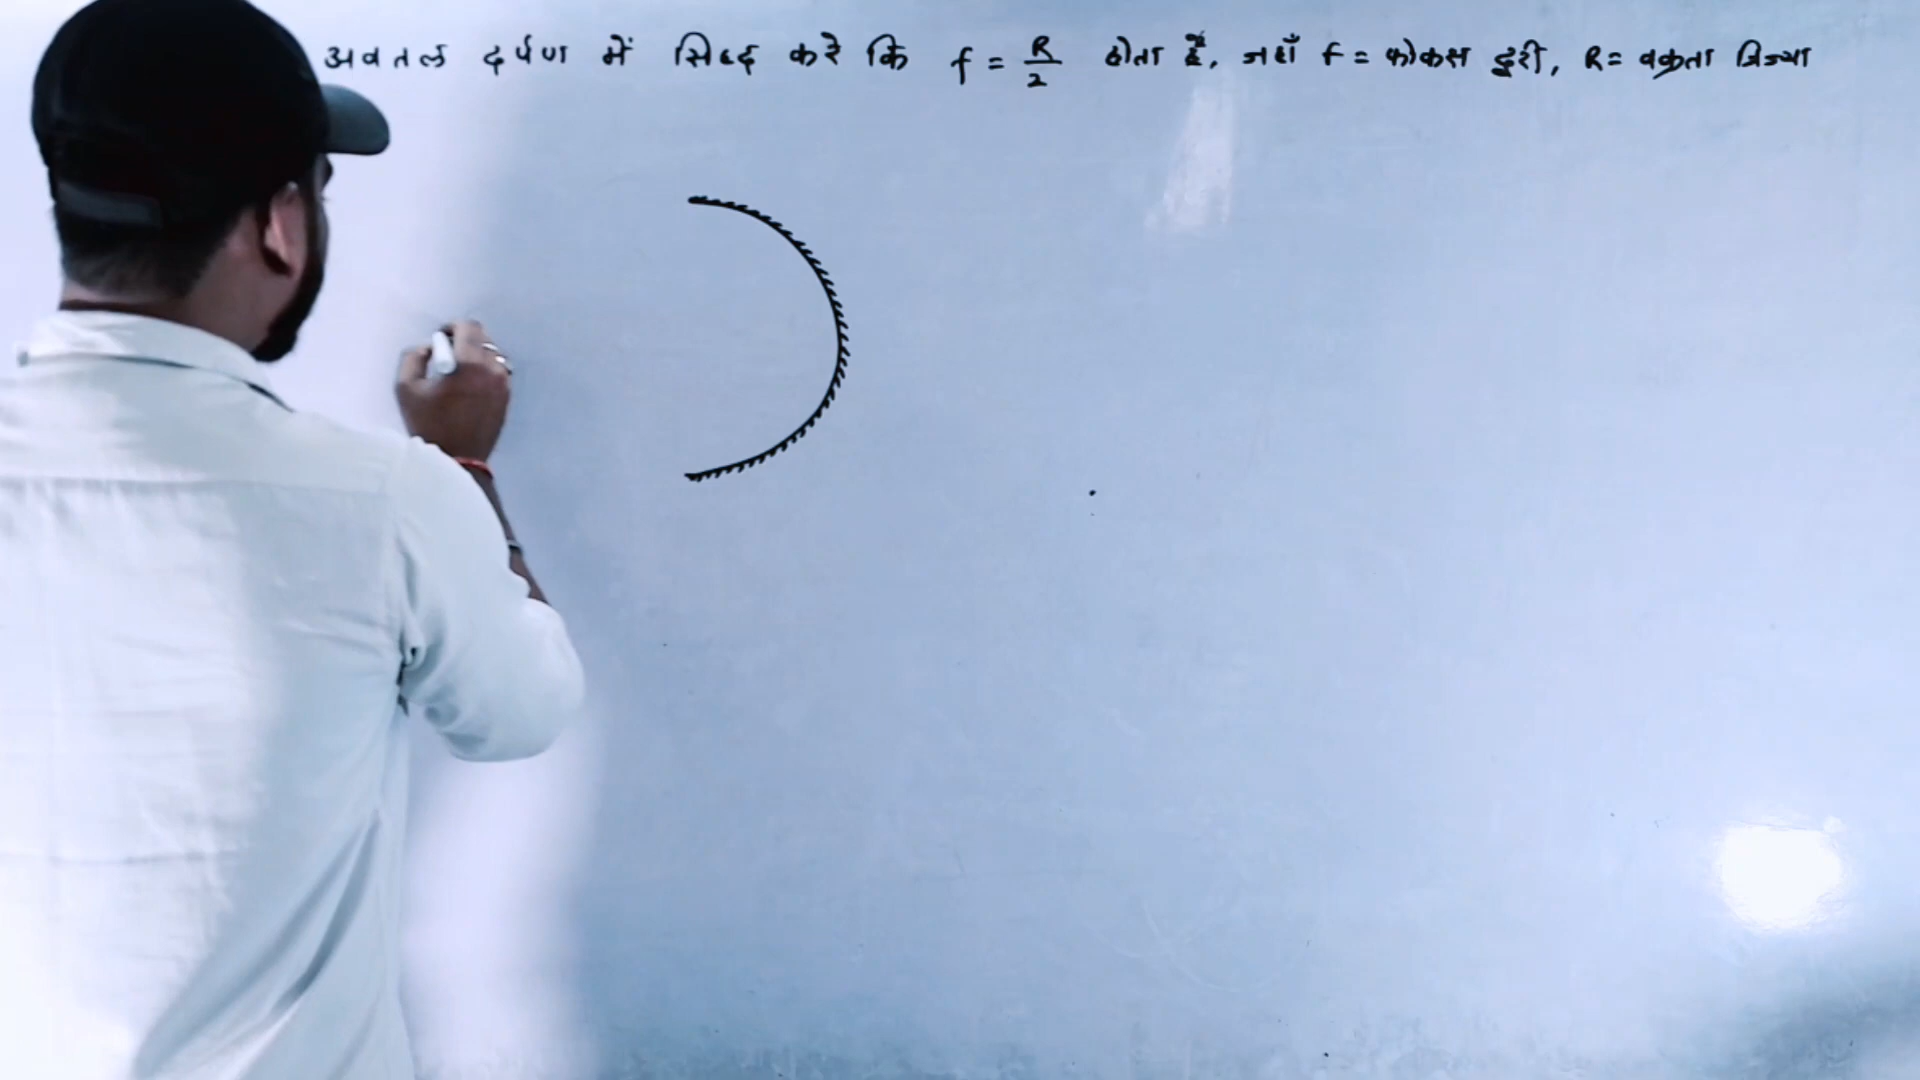 अवतल दर्पण में सिद्ध करे कि f = R/2 होता है, जहाँ f = फोकस दुरी, R = वक्रता त्रिज्या